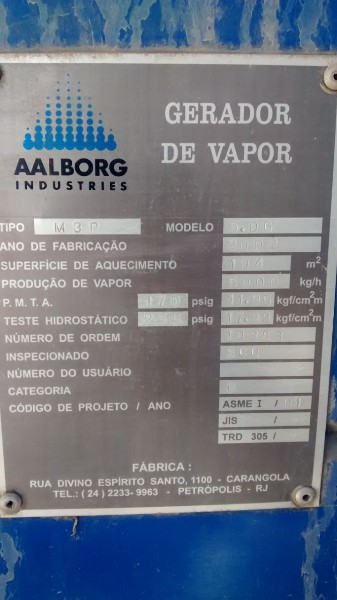 AALBORG
INDUSTRIES
GERADOR
DE VAPOR
TIPO M3P MODELO
ANO DE FABRICAÇÃO
SUPERFÍCIE DE AQUECIMENTO m²
PRODUÇÃO DE VAPOR kg/h
P. M. T. A. psig kgf/cm²m
TESTE HIDROSTÁTICO psig kgf/cm²m
NÚMERO DE ORDEM
INSPECIONADO
NÚMERO DO USUÁRIO
CATEGORIA
CÓDIGO DE PROJETO / ANO ASME I /
JIS /
TRD 305 /
FÁBRICA :
RUA DIVINO ESPÍRITO SANTO, 1100 - CARANGOLA
TEL.: ( 24 ) 2233- 9963 - PETRÓPOLIS - RJ